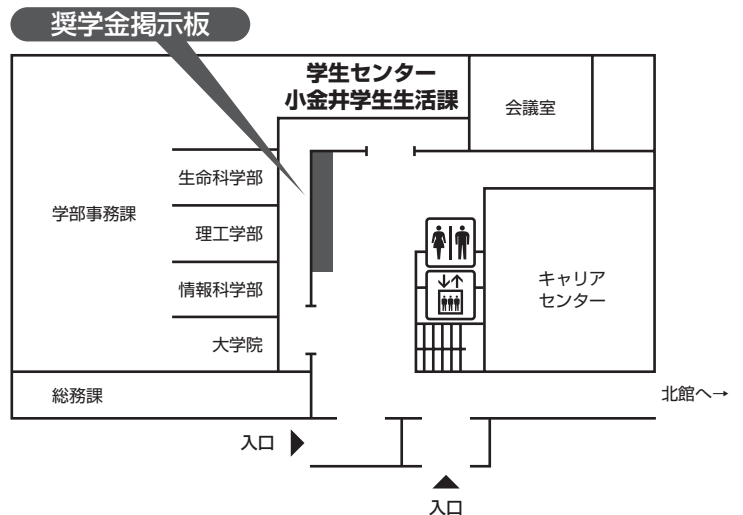 奨学金掲示板
学生センター
小金井学生生活課
会議室
生命科学部
学部事務課
理工学部
情報科学部
大学院
キャリア
センター
総務課
北館へ→
入口
入口